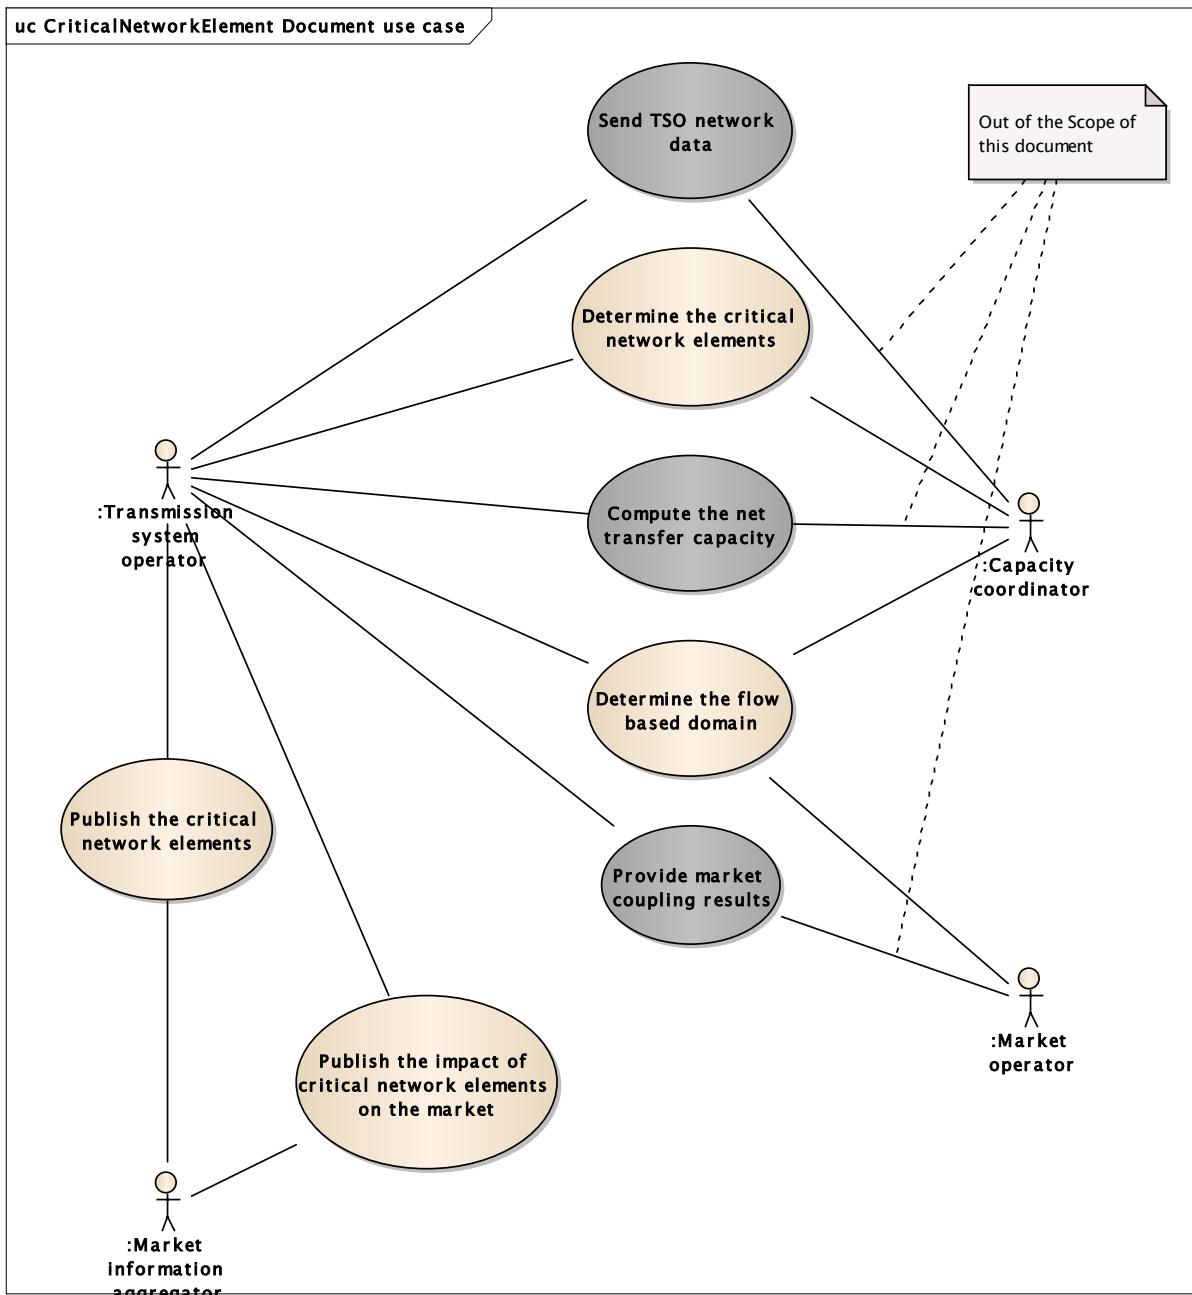 uc CriticalNetworkElement Document use case
Send TSO network
data
Out of the Scope of
this document
Determine the critical
network elements
:Transmission
system
operator
Compute the net
transfer capacity
:Capacity
coordinator
Determine the flow
based domain
Publish the critical
network elements
Provide market
coupling results
:Market
operator
Publish the impact of
critical network elements
on the market
:Market
information
aggregator